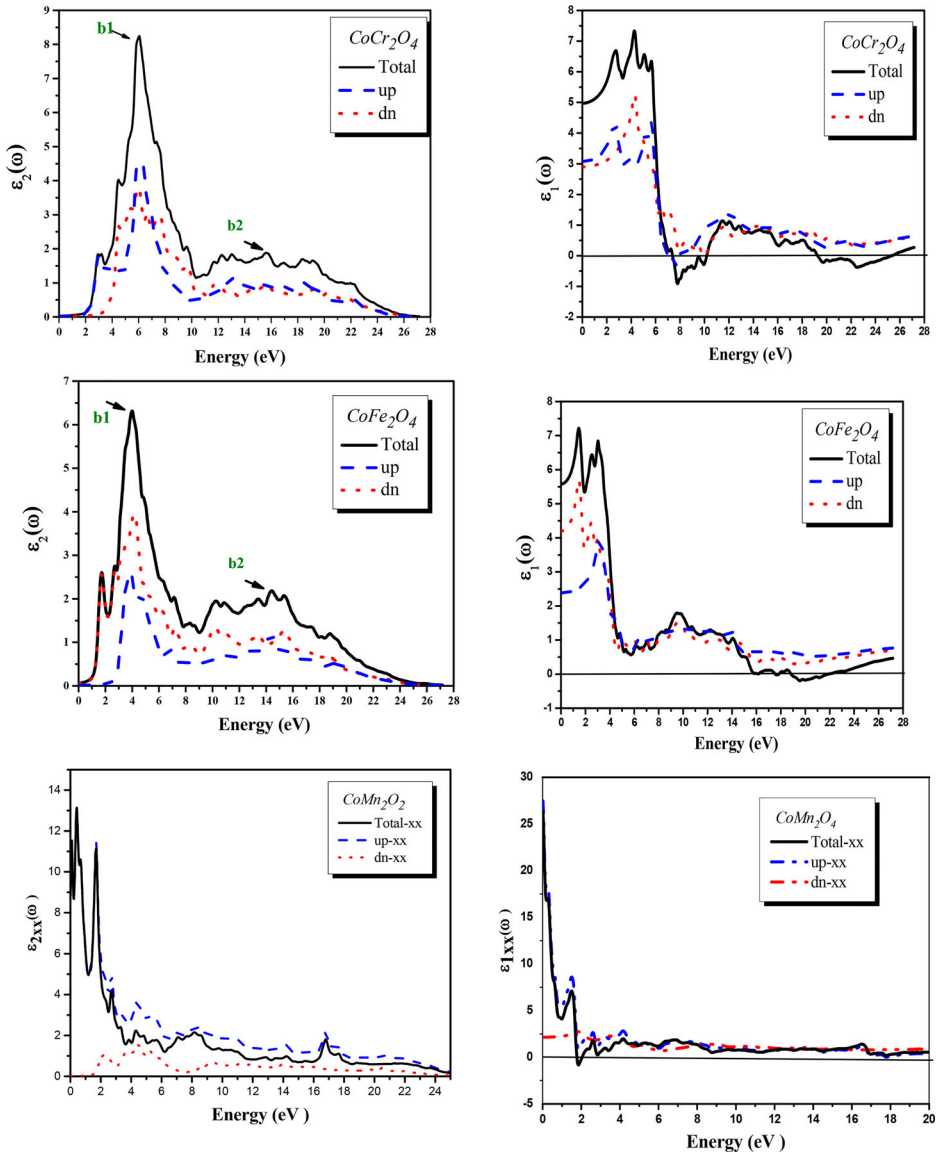 b1
CoCr2O4
Total
up
dn
b2
ε2(ω)
9
8
7
6
5
4
3
2
1
0
0 2 4 6 8 10 12 14 16 18 20 22 24 26 28
Energy (eV)
CoCr2O4
Total
up
dn
ε1(ω)
8
7
6
5
4
3
2
1
0
-1
-2
0 2 4 6 8 10 12 14 16 18 20 22 24 26 28
Energy (eV)
b1
CoFe2O4
Total
up
dn
b2
ε2(ω)
7
6
5
4
3
2
1
0
0 2 4 6 8 10 12 14 16 18 20 22 24 26 28
Energy (eV)
CoFe2O4
Total
up
dn
ε1(ω)
8
7
6
5
4
3
2
1
0
-1
0 2 4 6 8 10 12 14 16 18 20 22 24 26 28
Energy (eV)
CoMn2O2
Total-xx
up-xx
dn-xx
ε2xx(ω)
14
12
10
8
6
4
2
0
0 2 4 6 8 10 12 14 16 18 20 22 24
Energy (eV )
CoMn2O4
Total-xx
up-xx
dn-xx
ε1xx(ω)
30
25
20
15
10
5
0
-5
0 2 4 6 8 10 12 14 16 18 20
Energy (eV )